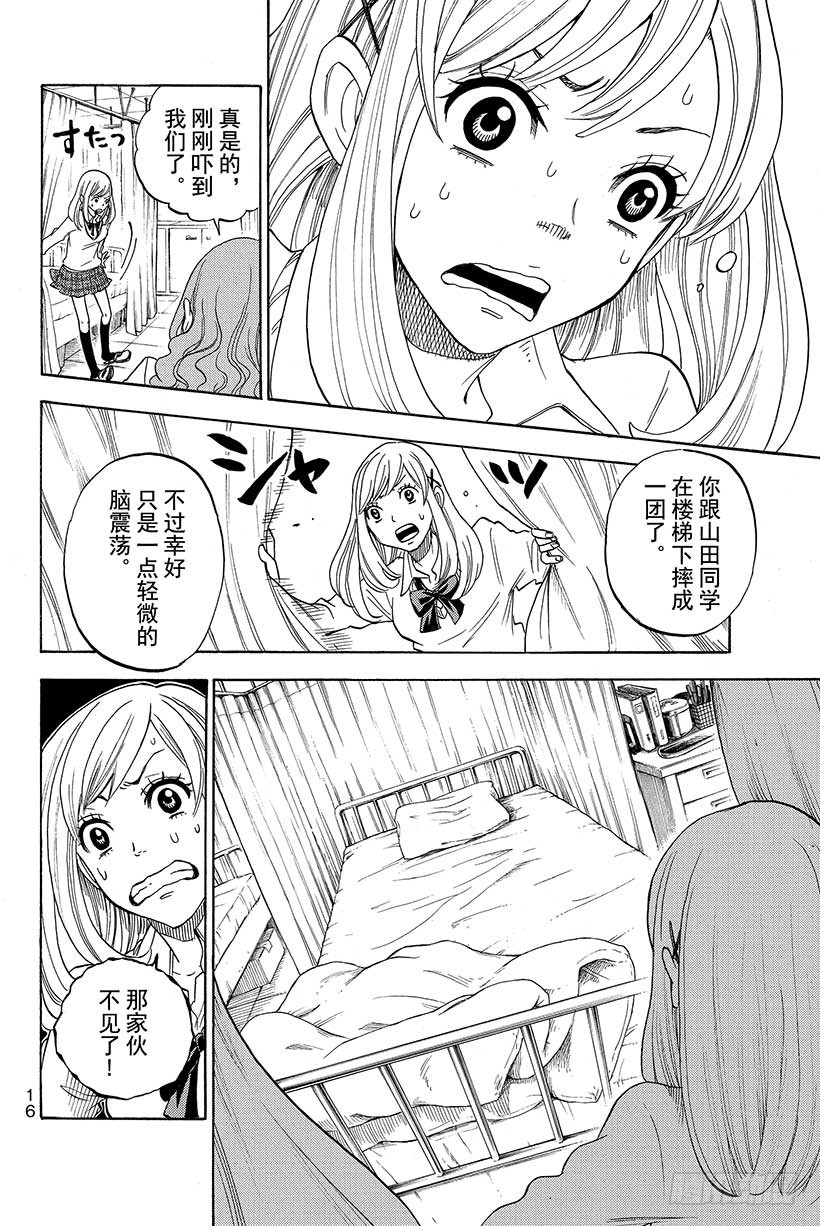 真是的，
刚刚吓到
我们了。
すたっ
你跟山田同学
在楼梯下摔成
一团了。
シャッ
不过幸好
只是一点轻微的
脑震荡。
那家伙
不见了！
16